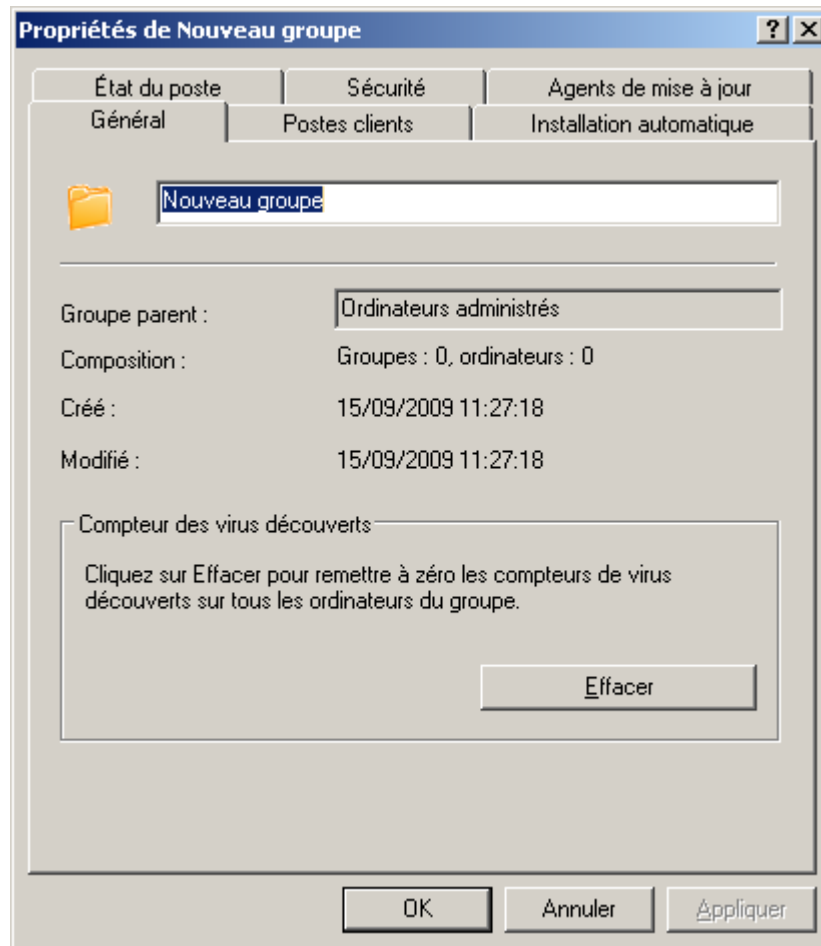 Propriétés de Nouveau groupe
État du poste Sécurité Agents de mise à jour
Général Postes clients Installation automatique
Nouveau groupe
Groupe parent : Ordinateurs administrés
Composition : Groupes : 0, ordinateurs : 0
Créé : 15/09/2009 11:27:18
Modifié : 15/09/2009 11:27:18
Compteur des virus découverts
Cliquez sur Effacer pour remettre à zéro les compteurs de virus
découverts sur tous les ordinateurs du groupe.
Effacer
OK Annuler Appliquer